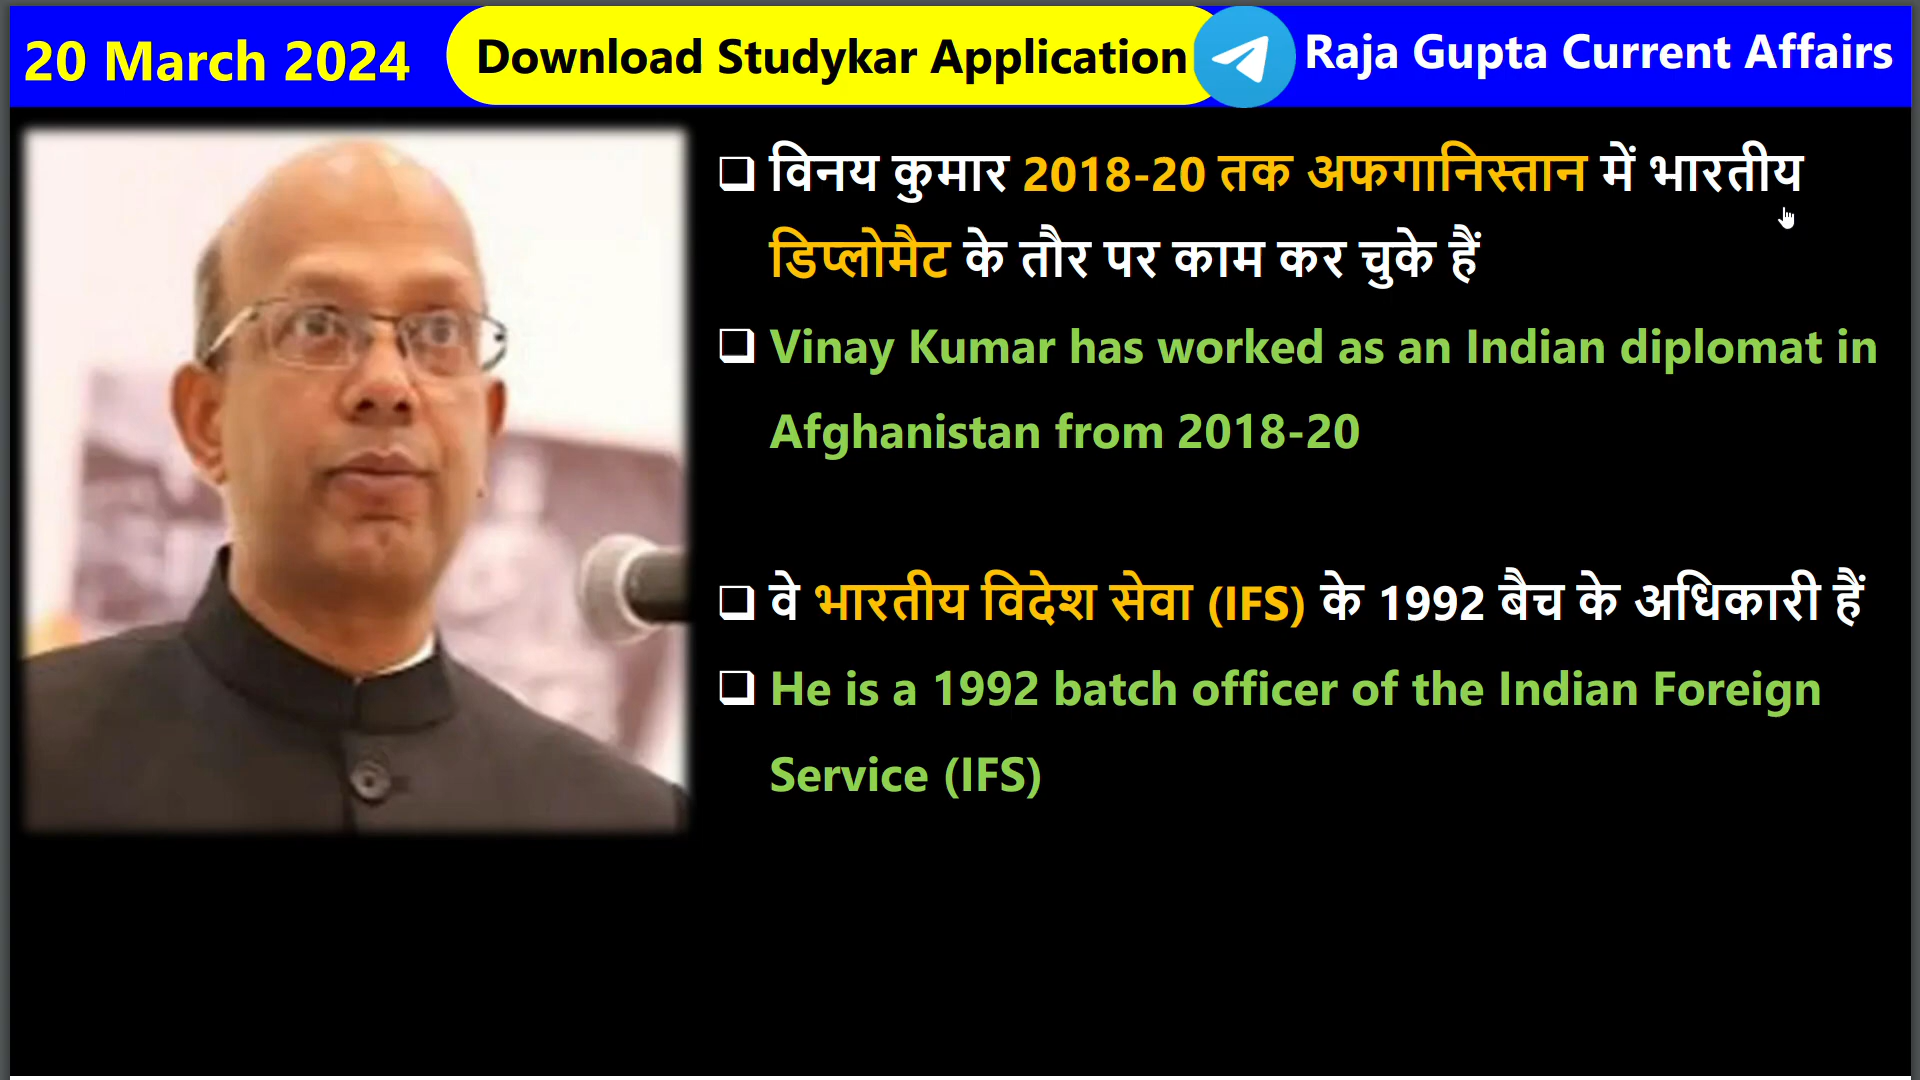 20 March 2024
Download Studykar Application
Raja Gupta Current Affairs
विनय कुमार 2018-20 तक अफगानिस्तान में भारतीय
डिप्लोमैट के तौर पर काम कर चुके हैं
Vinay Kumar has worked as an Indian diplomat in
Afghanistan from 2018-20
वे भारतीय विदेश सेवा (IFS) के 1992 बैच के अधिकारी हैं
He is a 1992 batch officer of the Indian Foreign
Service (IFS)